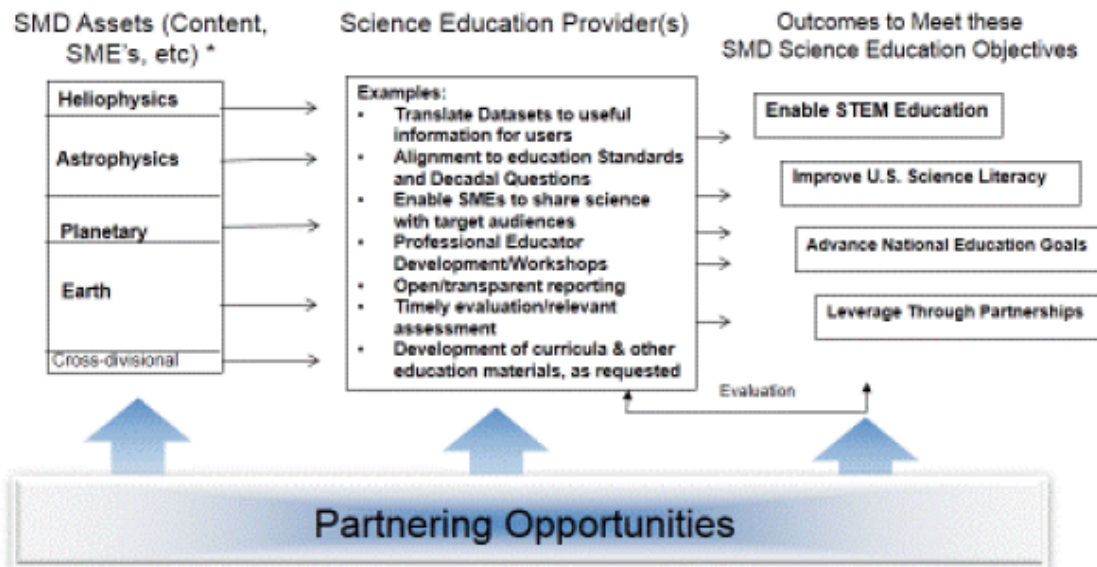 SMD Assets (Content,
SME's, etc) *
Heliophysics
Astrophysics
Planetary
Earth
Cross-divisional
Science Education Provider(s)
Examples:
• Translate Datasets to useful
information for users
• Alignment to education Standards
and Decadal Questions
• Enable SMEs to share science
with target audiences
• Professional Educator
Development/Workshops
• Open/transparent reporting
• Timely evaluation/relevant
assessment
• Development of curricula & other
education materials, as requested
Outcomes to Meet these
SMD Science Education Objectives
Enable STEM Education
Improve U.S. Science Literacy
Advance National Education Goals
Leverage Through Partnerships
Evaluation
Partnering Opportunities